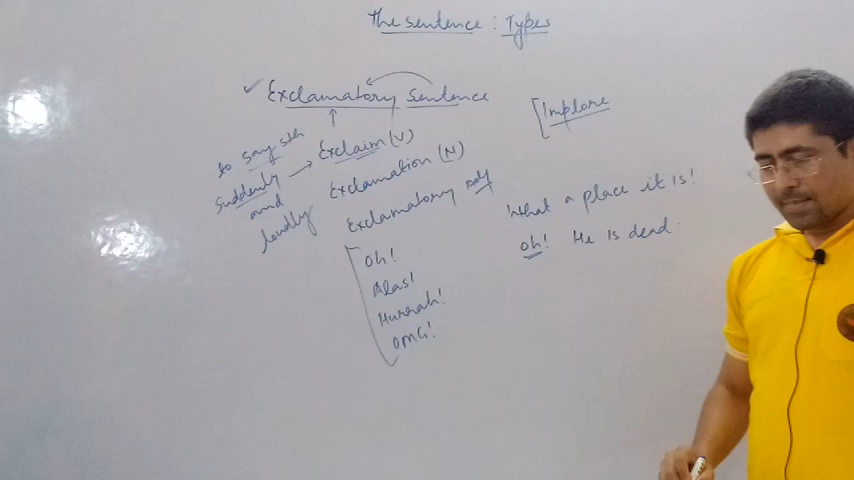 The sentence : Types
✓ Exclamatory sentence
[Implore
to say sth
suddenly
and
loudly
Exclaim (V)
Exclamation (N)
Exclamatory adj
Oh!
Alas!
Hurrah!
OMG!
What a place it is!
Oh! He is dead.